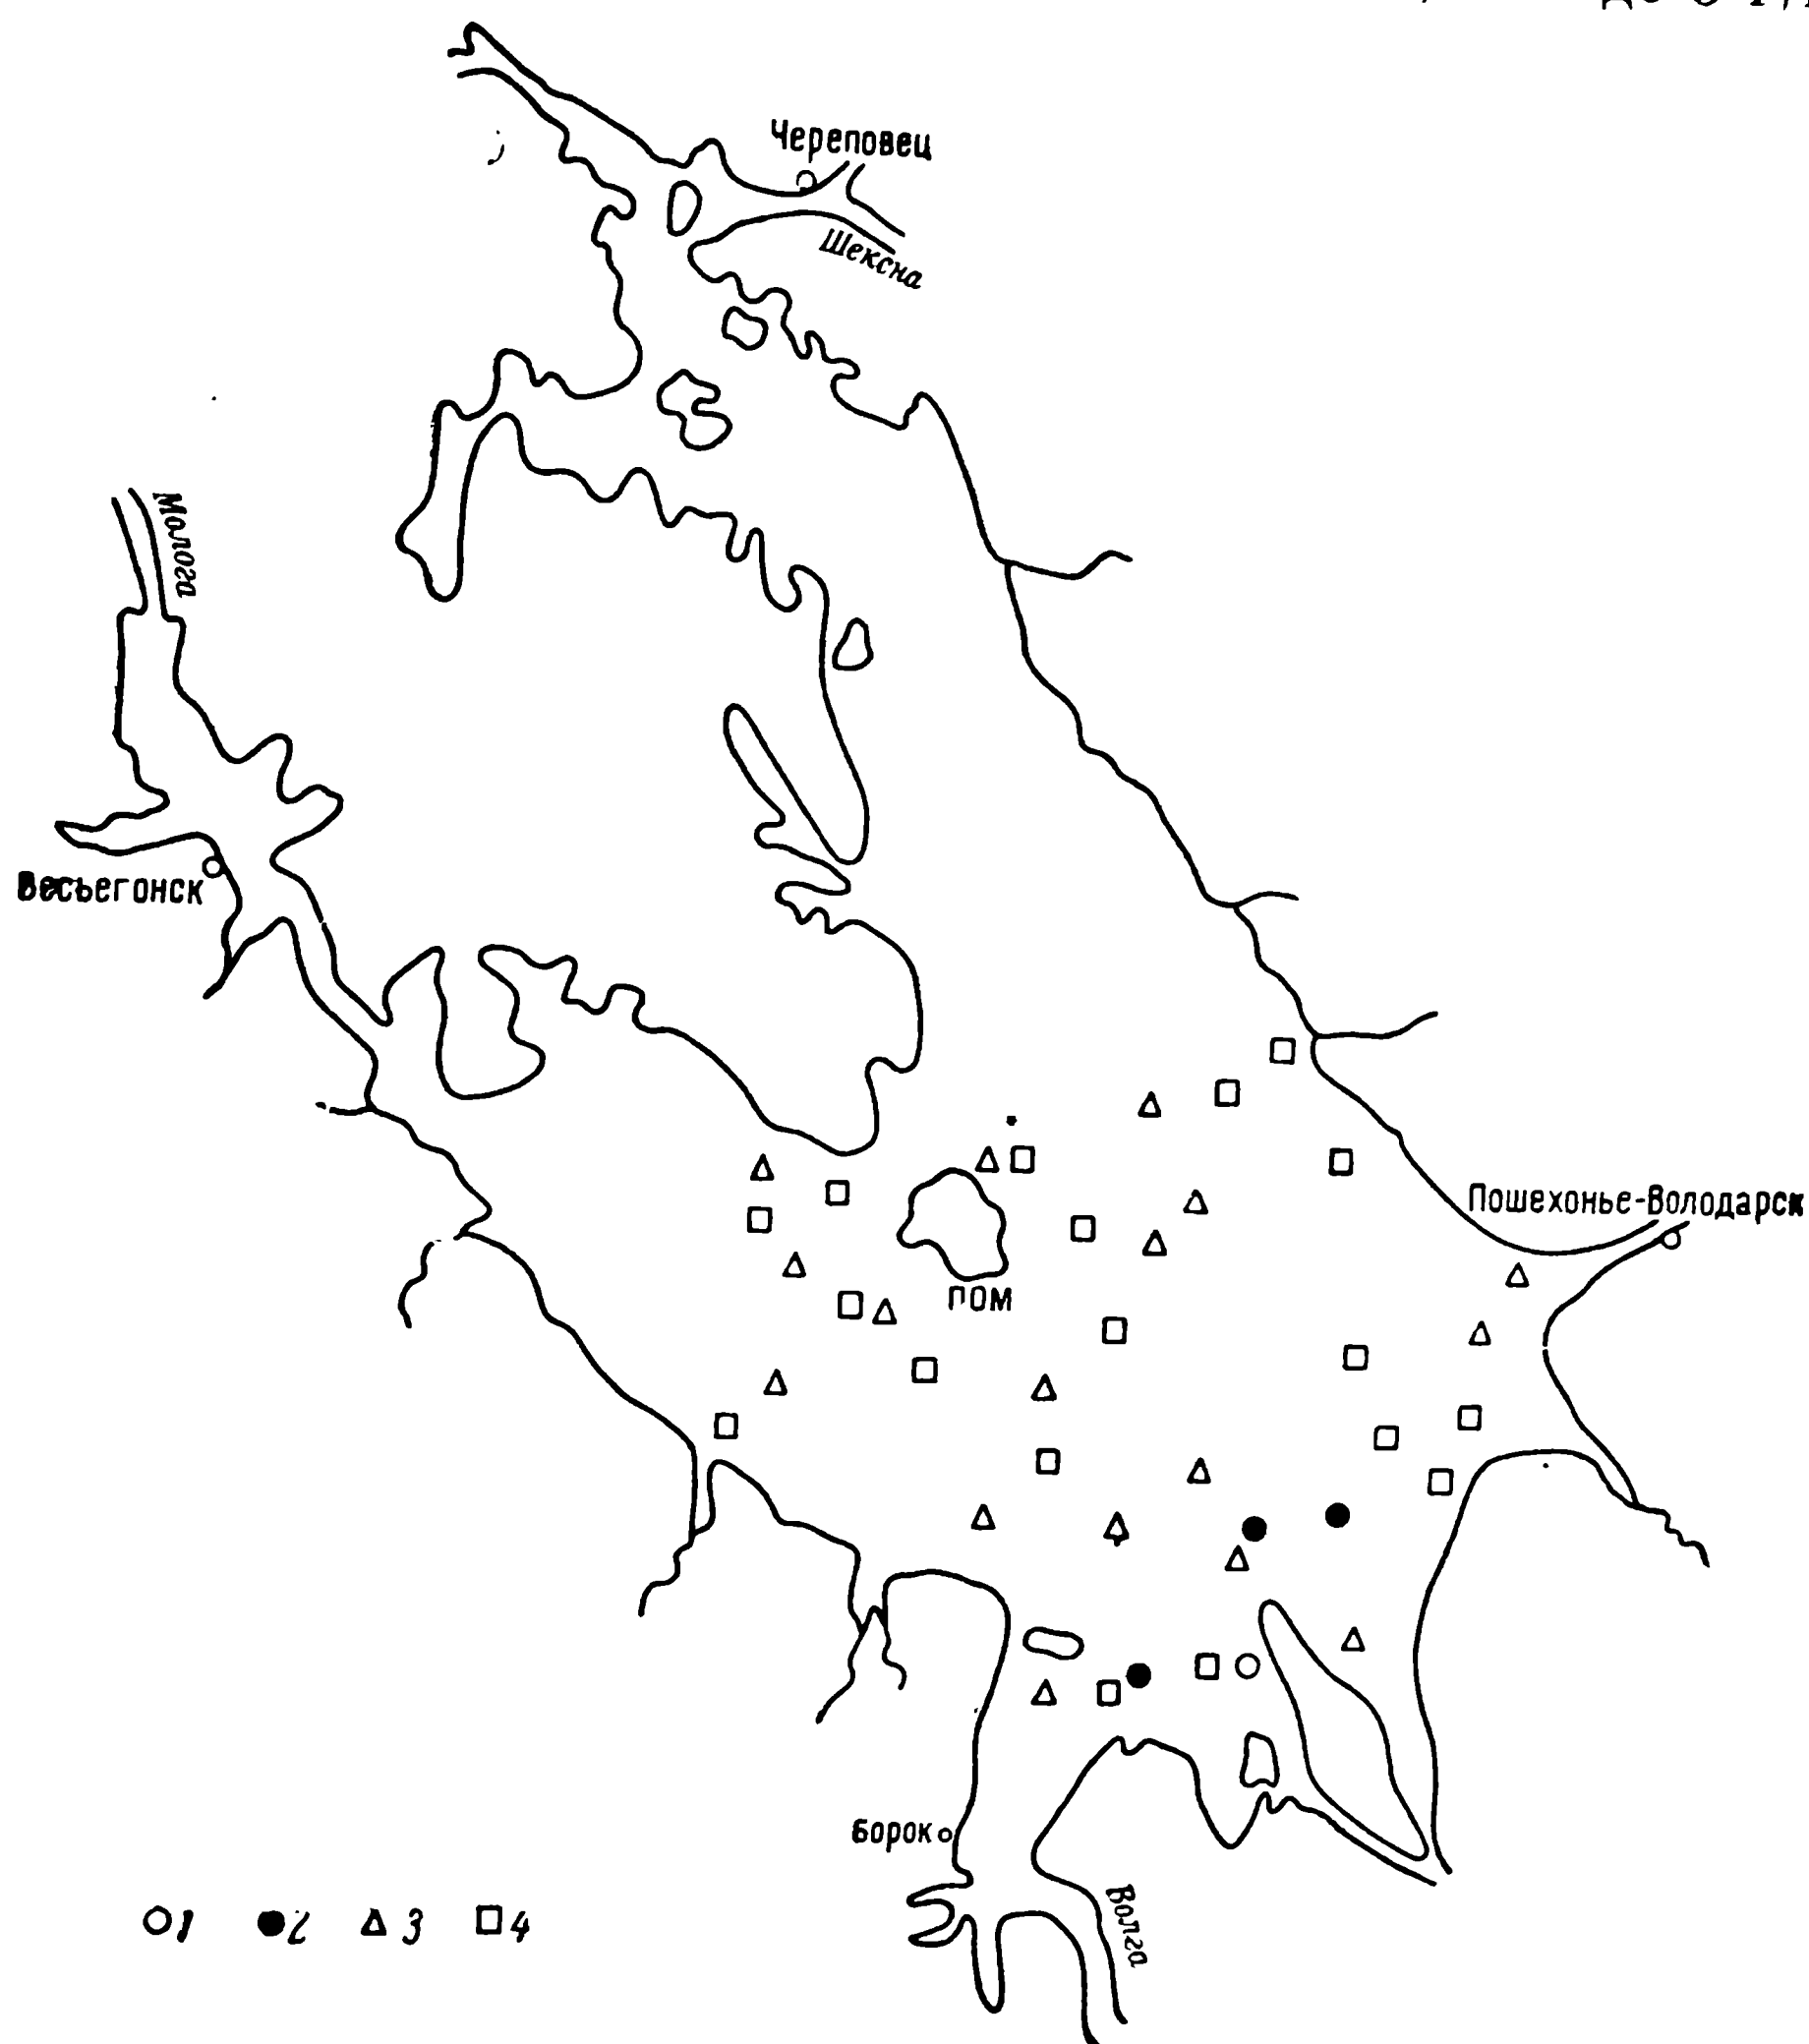 Череповец
Шексна
Молога
Весьегонск
Пошехонье-Володарск
пом
Борок
Волга
1 2 3 4